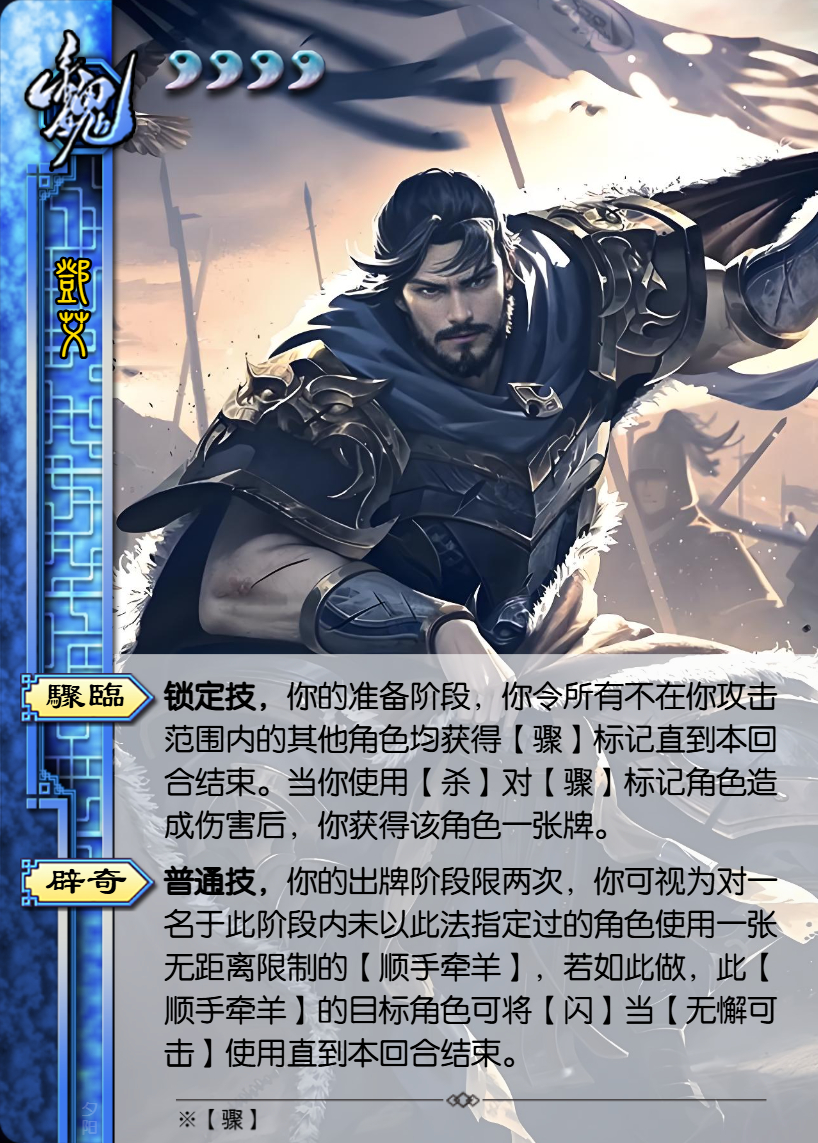 魏
鄧艾
驟臨
锁定技，你的准备阶段，你令所有不在你攻击
范围内的其他角色均获得【骤】标记直到本回
合结束。当你使用【杀】对【骤】标记角色造
成伤害后，你获得该角色一张牌。
辟奇
普通技，你的出牌阶段限两次，你可视为对一
名于此阶段内未以此法指定过的角色使用一张
无距离限制的【顺手牵羊】，若如此做，此【
顺手牵羊】的目标角色可将【闪】当【无懈可
击】使用直到本回合结束。
※【骤】
夕阳